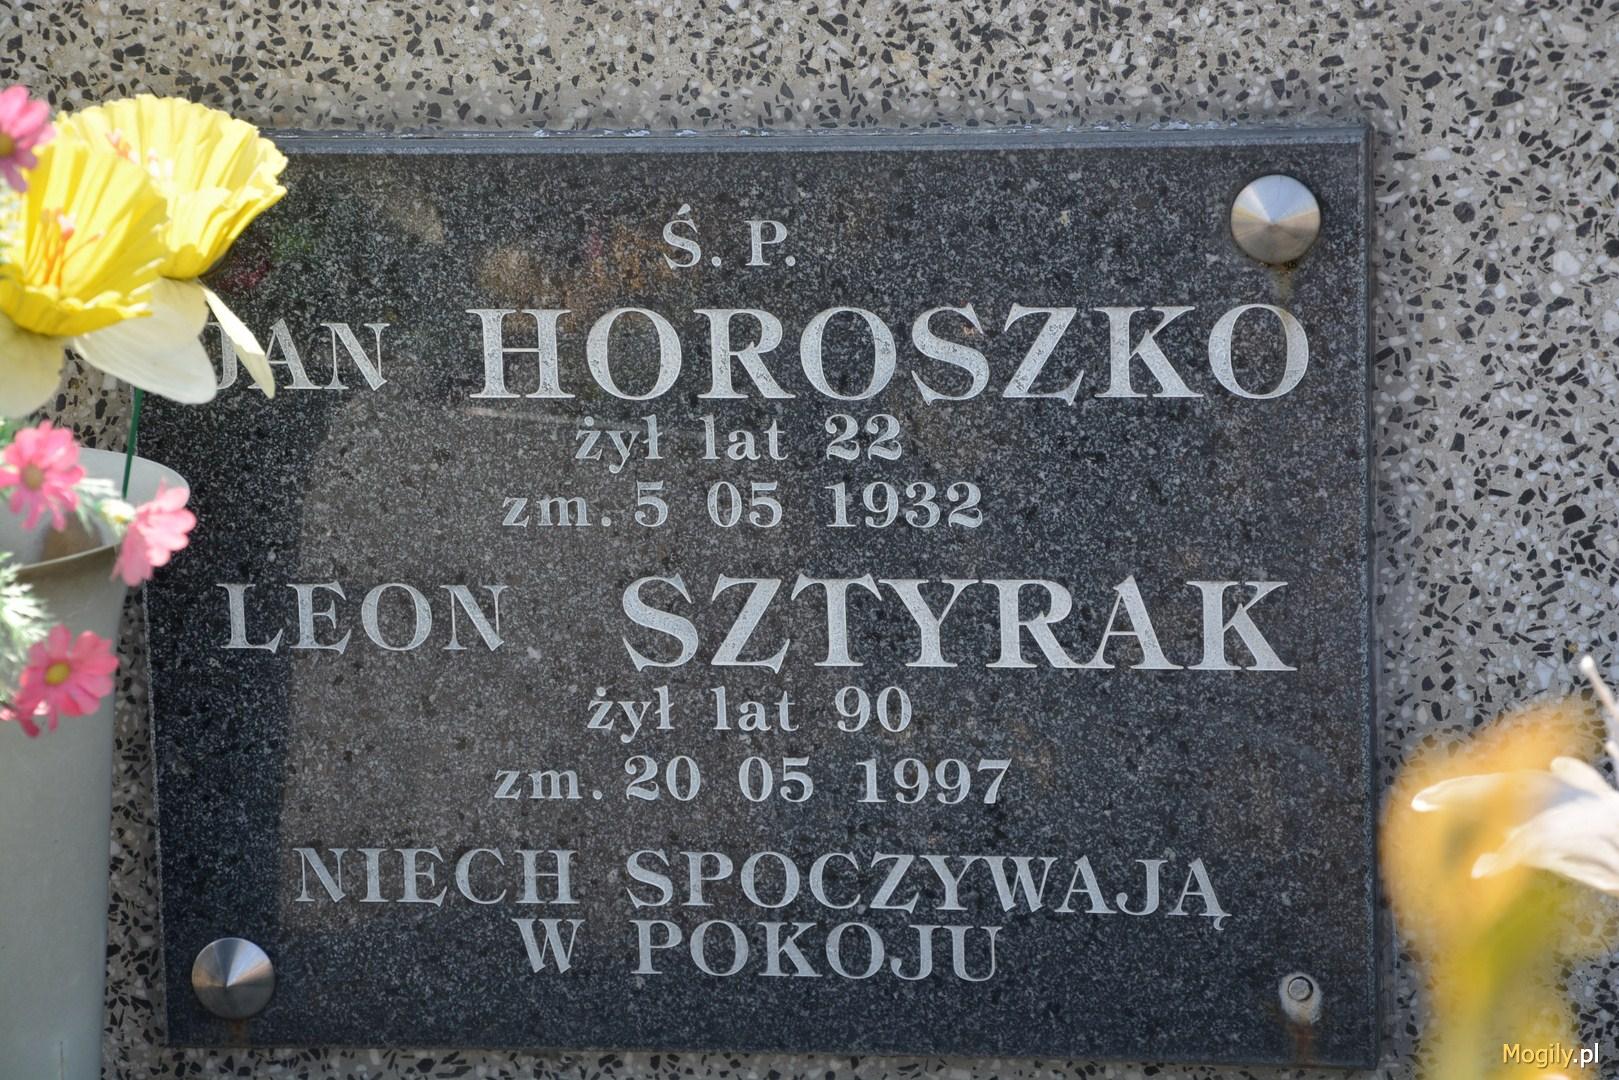 Ś. P.
JAN HOROSZKO
żył lat 22
zm. 5 05 1932
LEON SZTYRAK
żył lat 90
zm. 20 05 1997
NIECH SPOCZYWAJĄ
W POKOJU
Mogily.pl